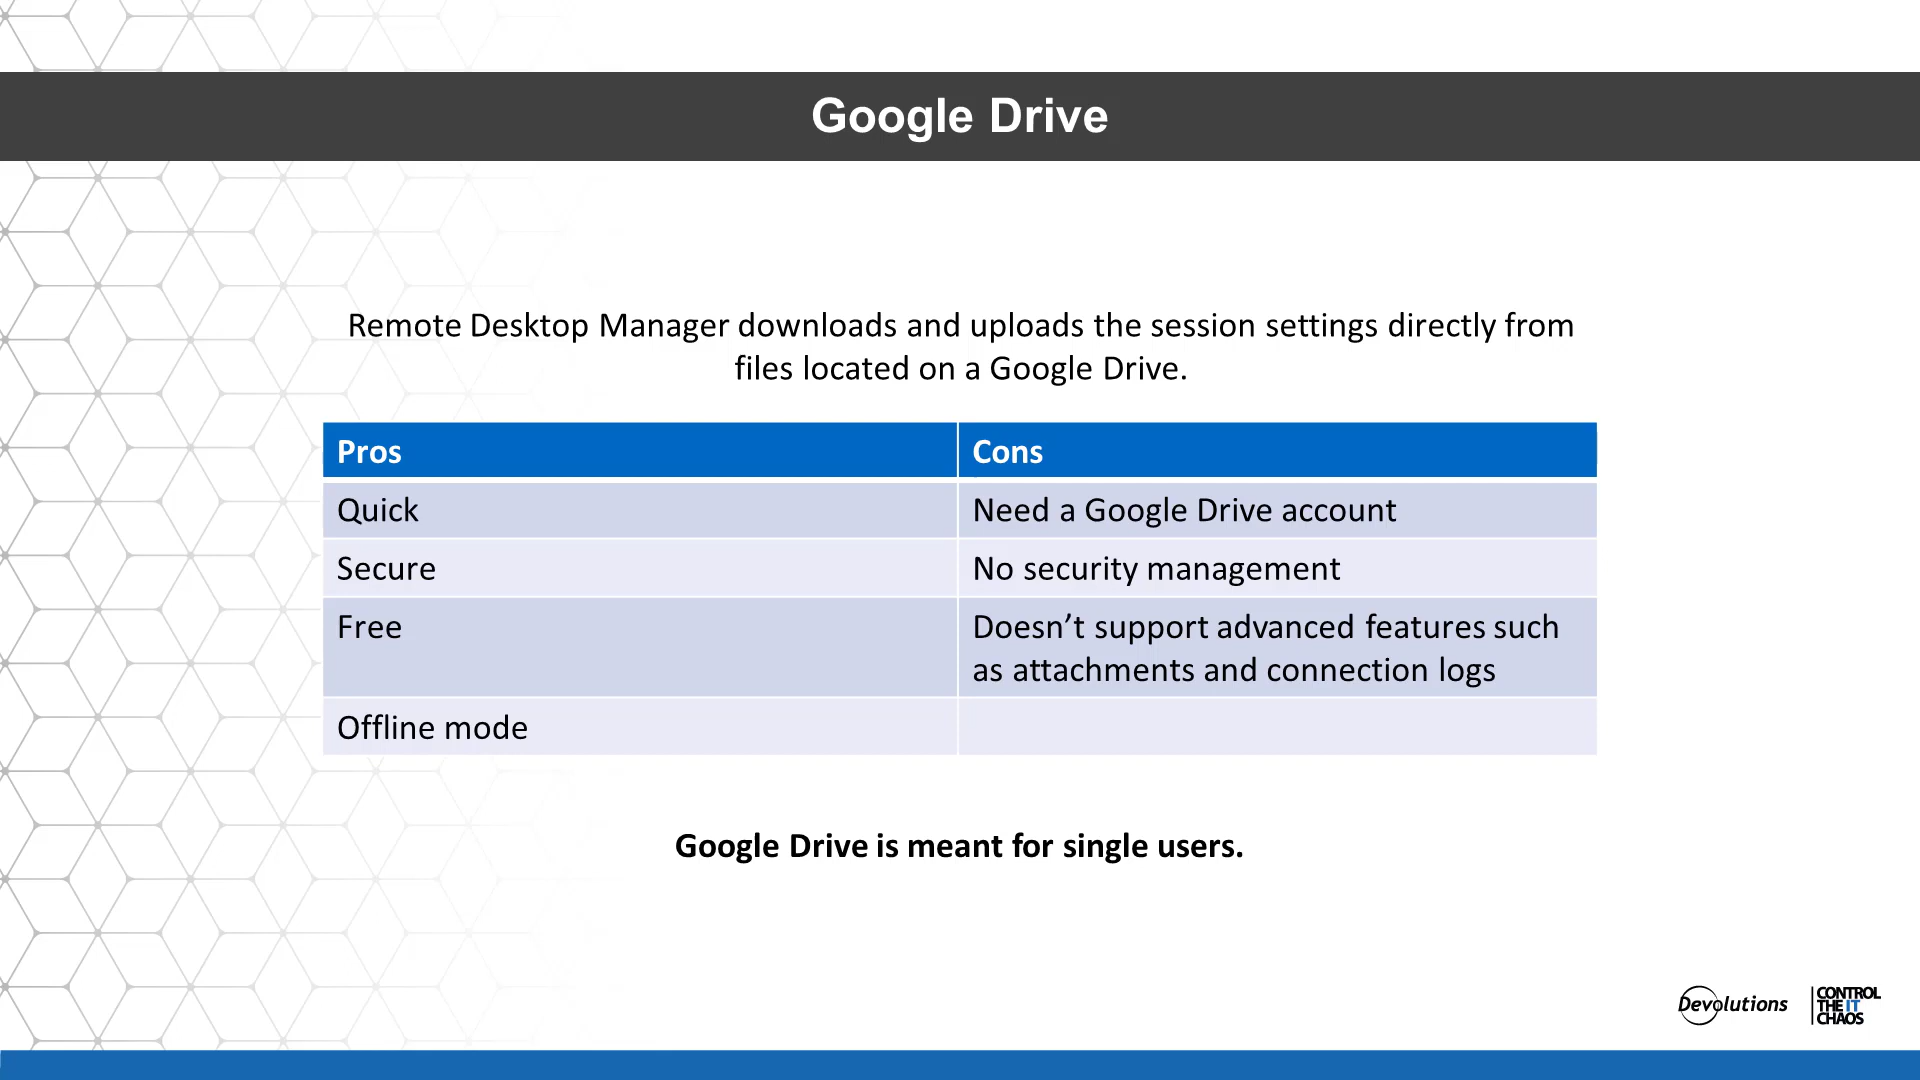 Google Drive
Remote Desktop Manager downloads and uploads the session settings directly from
files located on a Google Drive.
Pros
Cons
Quick
Need a Google Drive account
Secure
No security management
Free
Doesn’t support advanced features such
as attachments and connection logs
Offline mode
Google Drive is meant for single users.
Devolutions
CONTROL
THE IT
CHAOS